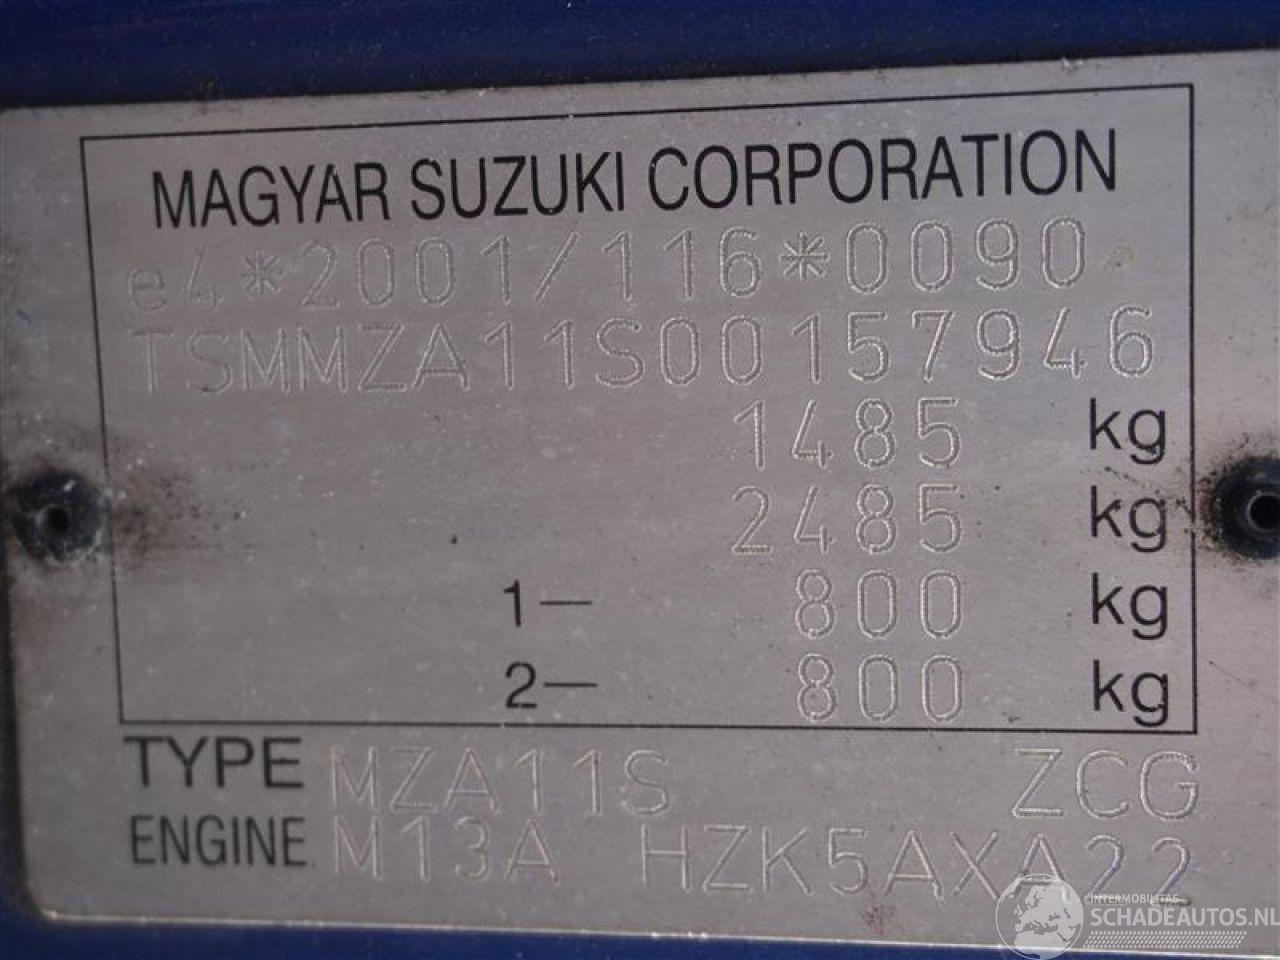 MAGYAR SUZUKI CORPORATION
e4*2001/116*0090
TSMMZA11S00157946
1485 kg
2485 kg
1— 800 kg
2— 800 kg
TYPE MZA11S ZCG
ENGINE M13A HZK5AXA22
INTERMOBILITAS
SCHADEAUTOS.NL